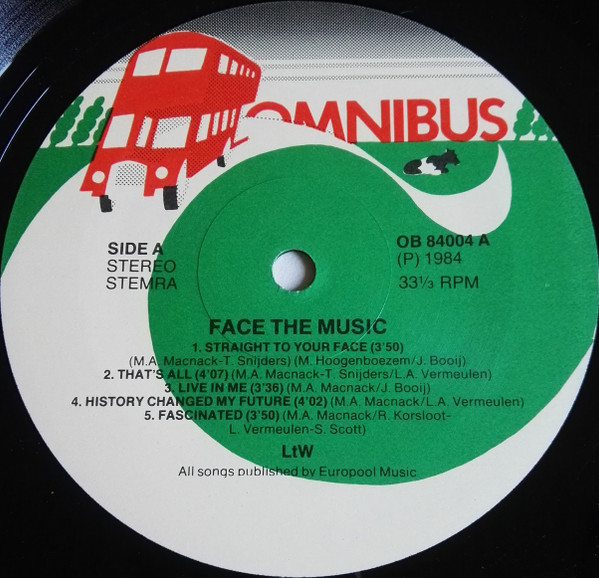 OMNIBUS
SIDE A
STEREO
STEMRA
OB 84004 A
(P) 1984
33⅓ RPM
FACE THE MUSIC
1. STRAIGHT TO YOUR FACE (3'50)
(M.A. Macnack-T. Snijders) (M. Hoogenboezem/J. Booij)
2. THAT'S ALL (4'07) (M.A. Macnack-T. Snijders/L.A. Vermeulen)
3. LIVE IN ME (3'36) (M.A. Macnack/J. Booij)
4. HISTORY CHANGED MY FUTURE (4'02) (M.A. Macnack/L.A. Vermeulen)
5. FASCINATED (3'50) (M.A. Macnack/R. Korsloot-
L. Vermeulen-S. Scott)
LtW
All songs published by Europool Music